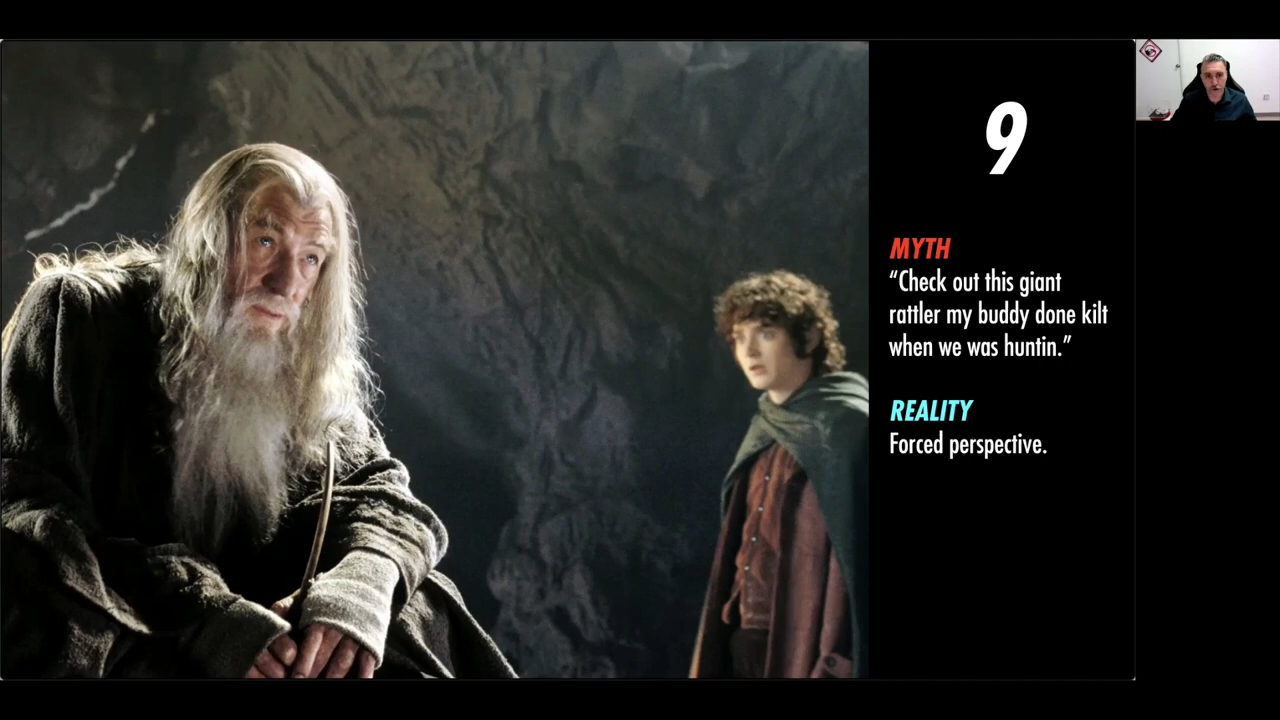 9
MYTH
“Check out this giant
rattler my buddy done kilt
when we was huntin.”
REALITY
Forced perspective.